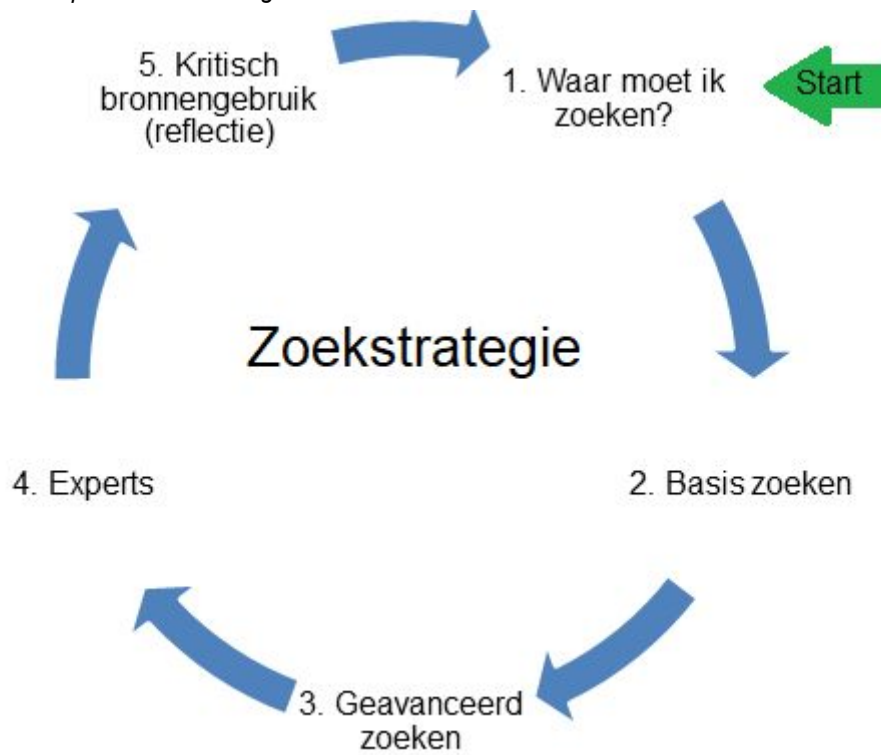 5. Kritisch
bronnengebruik
(reflectie)
1. Waar moet ik
zoeken?
Start
Zoekstrategie
4. Experts
2. Basis zoeken
3. Geavanceerd
zoeken